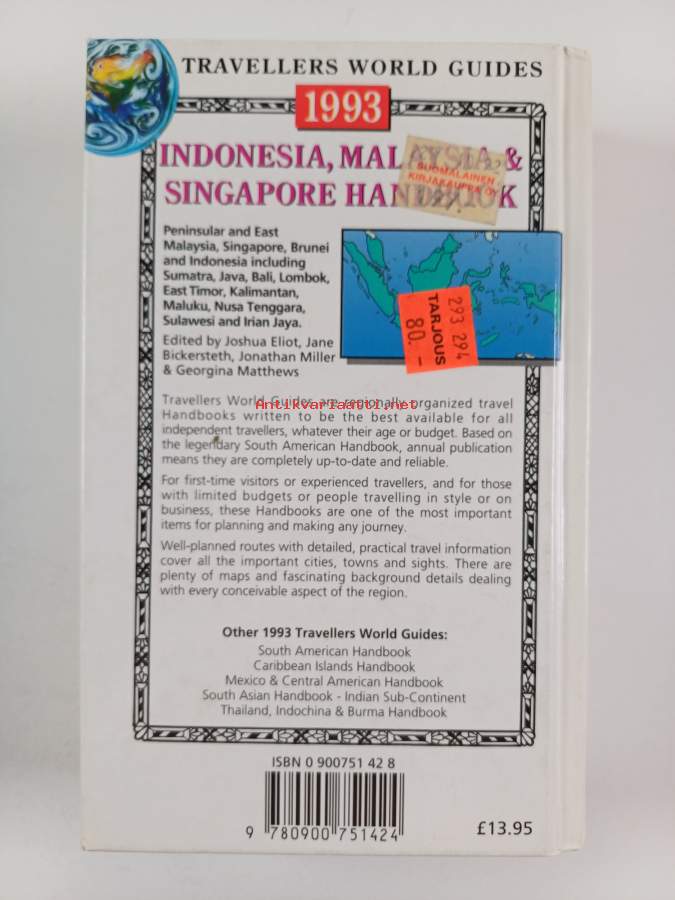 TRAVELLERS WORLD GUIDES
1993
INDONESIA, MALAYSIA &
SINGAPORE HANDBOOK
SUOMALAINEN
KIRJAKAUPPA OY
Peninsular and East
Malaysia, Singapore, Brunei
and Indonesia including
Sumatra, Java, Bali, Lombok,
East Timor, Kalimantan,
Maluku, Nusa Tenggara,
Sulawesi and Irian Jaya.
293 294
TARJOUS
80.-
Edited by Joshua Eliot, Jane
Bickersteth, Jonathan Miller
& Georgina Matthews
Travellers World Guides are regionally organized travel
Antikvariaatti.net
Handbooks written to be the best available for all
independent travellers, whatever their age or budget. Based on
the legendary South American Handbook, annual publication
means they are completely up-to-date and reliable.
For first-time visitors or experienced travellers, and for those
with limited budgets or people travelling in style or on
business, these Handbooks are one of the most important
items for planning and making any journey.
Well-planned routes with detailed, practical travel information
cover all the important cities, towns and sights. There are
plenty of maps and fascinating background details dealing
with every conceivable aspect of the region.
Other 1993 Travellers World Guides:
South American Handbook
Caribbean Islands Handbook
Mexico & Central American Handbook
South Asian Handbook - Indian Sub-Continent
Thailand, Indochina & Burma Handbook
ISBN 0 900751 42 8
9 780900 751424
£13.95